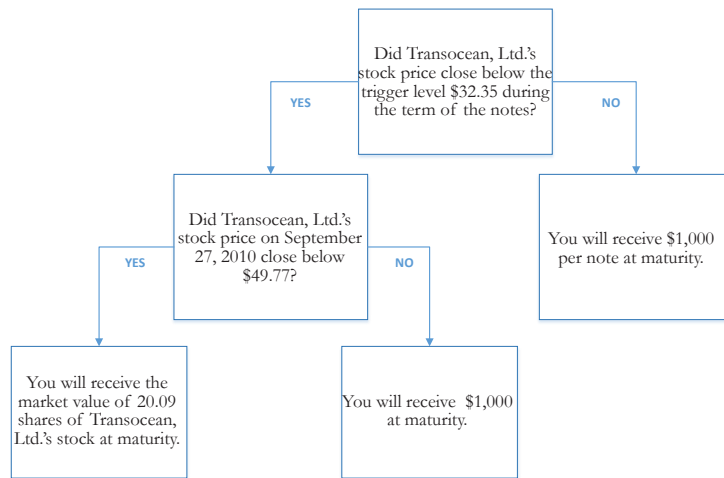 Did Transocean, Ltd.'s
stock price close below the
trigger level $32.35 during
the term of the notes?
YES
NO
Did Transocean, Ltd.'s
stock price on September
27, 2010 close below
$49.77?
You will receive $1,000
per note at maturity.
YES
NO
You will receive the
market value of 20.09
shares of Transocean,
Ltd.'s stock at maturity.
You will receive $1,000
at maturity.